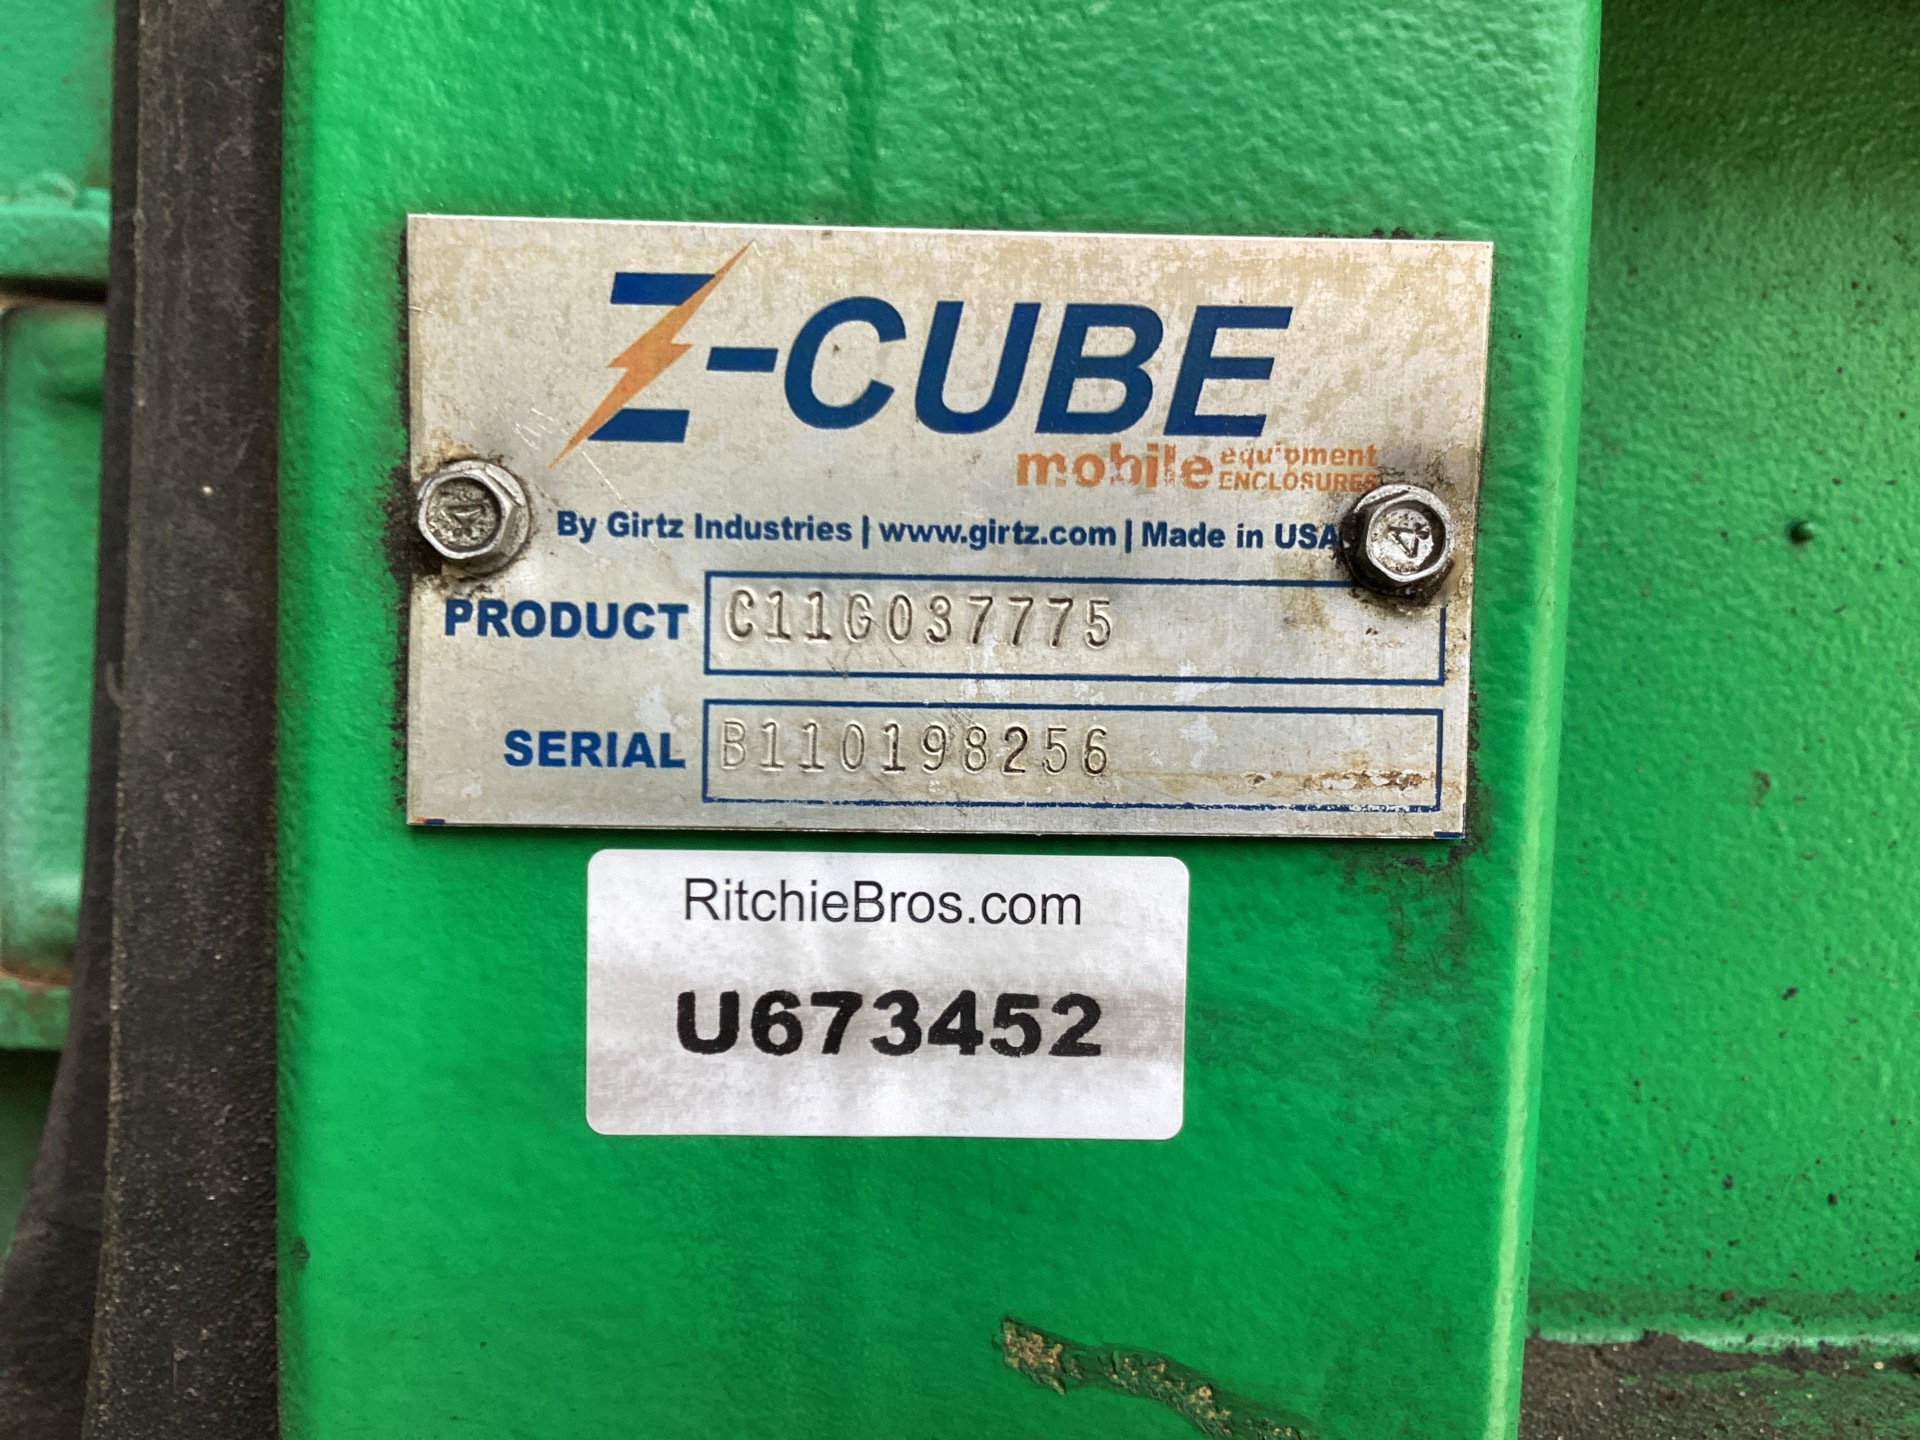 Z-CUBE
mobile equipment
ENCLOSURES
By Girtz Industries | www.girtz.com | Made in USA
PRODUCT C11G037775
SERIAL B110198256
RitchieBros.com
U673452